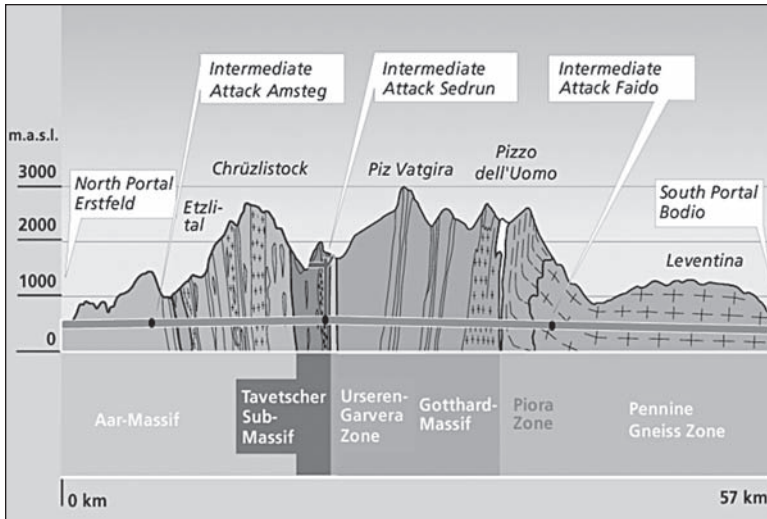 Intermediate
Attack Amsteg
Intermediate
Attack Sedrun
Intermediate
Attack Faido
m.a.s.l.
3000
2000
1000
0
North Portal
Erstfeld
Etzli-
tal
Chrüzlistock
Piz Vatgira
Pizzo
dell'Uomo
South Portal
Bodio
Leventina
Aar-Massif
Tavetscher
Sub-
Massif
Urseren-
Garvera
Zone
Gotthard-
Massif
Piora
Zone
Pennine
Gneiss Zone
0 km
57 km